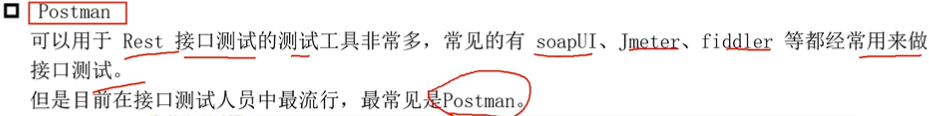 Postman
可以用于 Rest 接口测试的测试工具非常多，常见的有 soapUI、Jmeter、fiddler 等都经常用来做
接口测试。
但是目前在接口测试人员中最流行，最常见是Postman。